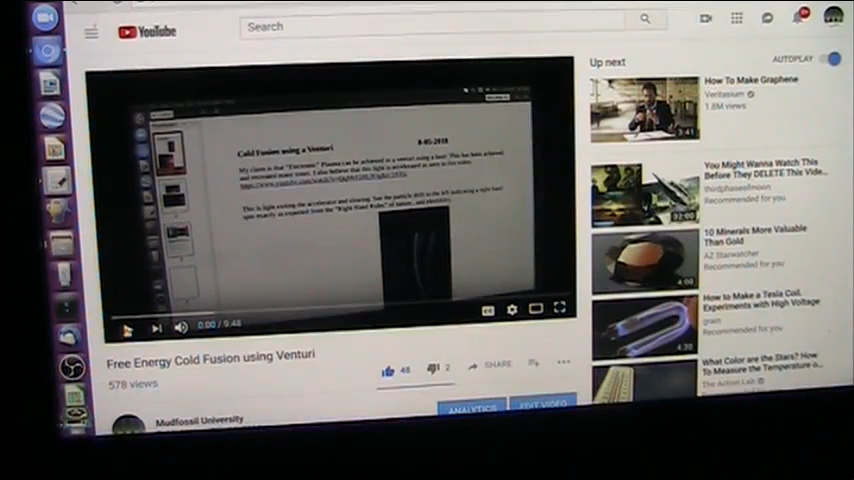 YouTube
Search
9+
Up next
AUTOPLAY
How To Make Graphene
Veritasium
1.8M views
3:41
You Might Wanna Watch This
Before They DELETE This Vide...
thirdphaseofmoon
Recommended for you
32:00
10 Minerals More Valuable
Than Gold
AZ Starwatcher
Recommended for you
4:00
How to Make a Tesla Coil,
Experiments with High Voltage
grain
Recommended for you
4:30
What Color are the Stars? How
To Measure the Temperature o...
The Action Lab
Cold Fusion using a Venturi 8-05-2018
My claim is that "Electronic" Plasma can be achieved in a venturi using a laser. This has been achieved
and recreated many times. I also believe that this light is accelerated as seen in this video.
This is light exiting the accelerator and slowing. See the particle drift to the left indicating a right hand
spin exactly as expected from the "Right Hand Rules" of nature, and electricity.
0:00 / 9:48
Free Energy Cold Fusion using Venturi
578 views
48
2
SHARE
Mudfossil University
ANALYTICS
EDIT VIDEO